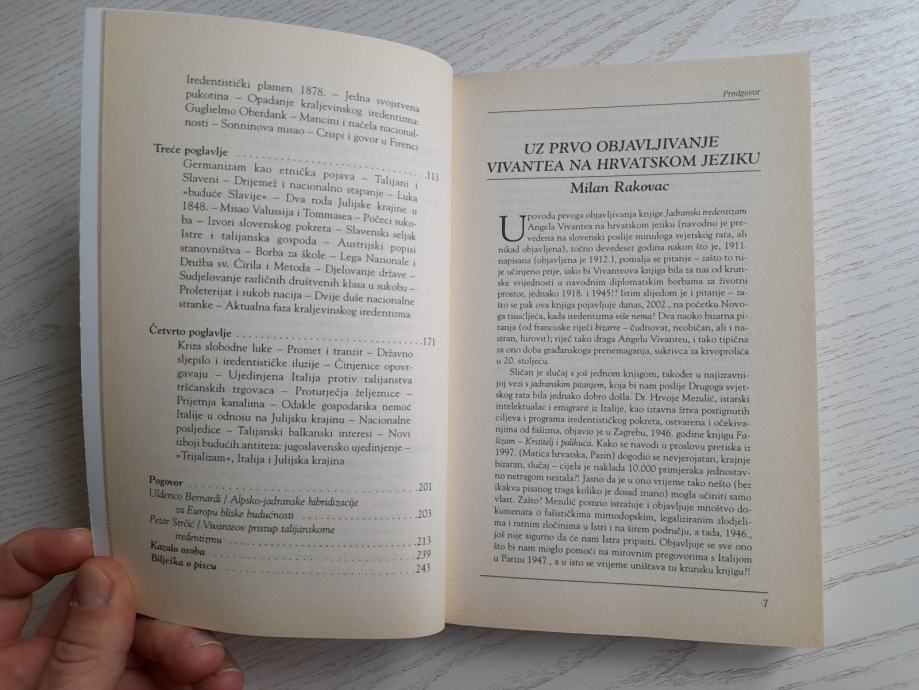 Iredentistički plamen 1878. – Jedna svojstvena
pukotina – Opadanje kraljevinskog iredentizma:
Guglielmo Oberdank – Mancini i načela nacional-
nosti – Sonninova misao – Crispi i govor u Firenci
Treće poglavlje . . . . . . . . . . . . . . . . . . . . . . . . . . .113
Germanizam kao etnička pojava – Talijani i
Slaveni – Drijemež i nacionalno stapanje – Luka
»buduće Slavije« – Dva roda Julijske krajine u
1848. – Misao Valussija i Tommasea – Počeci suko-
ba – Izvori slovenskog pokreta – Slavenski seljak
Istre i talijanska gospoda – Austrijski popisi
stanovništva – Borba za škole – Lega Nazionale i
Družba sv. Ćirila i Metoda – Djelovanje države –
Sudjelovanje različnih društvenih klasa u sukobu –
Proleterijat i sukob nacija – Dvije duše nacionalne
stranke – Aktualna faza kraljevinskog iredentizma
Četvrto poglavlje . . . . . . . . . . . . . . . . . . . . . . . . . .171
Kriza slobodne luke – Promet i tranzit – Državno
sljepilo i iredentističke iluzije – Činjenice opovr-
gavaju – Ujedinjena Italija protiv talijanstva
tršćanskih trgovaca – Proturječja željeznice –
Prijetnja kanalima – Odakle gospodarska nemoć
Italije u odnosu na Julijsku krajinu – Nacionalne
posljedice – Talijanski balkanski interesi – Novi
izboji budućih antiteza: jugoslavensko ujedinjenje –
»Trijalizam«, Italija i Julijska krajina
Pogovor . . . . . . . . . . . . . . . . . . . . . . . . . . . . . .201
Ulderico Bernardi / Alpsko-jadranske hibridizacije
za Europu bliske budućnosti . . . . . . . . . . . .203
Petar Strčić / Vivanteov pristup talijanskome
iredentizmu . . . . . . . . . . . . . . . . . . . . . . .213
Kazalo osoba . . . . . . . . . . . . . . . . . . . . . . . . . .239
Bilješka o piscu . . . . . . . . . . . . . . . . . . . . . . . .243
Predgovor
UZ PRVO OBJAVLJIVANJE
VIVANTEA NA HRVATSKOM JEZIKU
Milan Rakovac
U povodu prvoga objavljivanja knjige Jadranski iredentizam
Angela Vivantea na hrvatskom jeziku (navodno je pre-
vedena na slovenski poslije minuloga svjetskog rata, ali
nikad objavljena), točno devedeset godina nakon što je, 1911.
napisana (objavljena je 1912.), pomalja se pitanje – zašto to ni-
je učinjeno prije, tako bi Vivanteova knjiga bila za nas od krun-
ske vrijednosti u navodnim diplomatskim borbama za životni
prostor, jednako 1918. i 1945!? Istim slijedom je i pitanje – za-
što se pak ova knjiga pojavljuje danas, 2002., na početku Novo-
ga tisućljeća, kada iredentizma više nema? Dva naoko bizarna pi-
tanja (od francuske riječi bizarre – čudnovat, neobičan, ali i na-
stran, hirovit); riječ tako draga Angelu Vivanteu, i tako tipična
za ono doba građanskoga prenemaganja, sukrivca za krvoprolića
u 20. stoljeću.
Sličan je slučaj s još jednom knjigom, također u najizravni-
joj vezi s jadranskim pitanjem, koja bi nam poslije Drugoga svjet-
skog rata bila jednako dobro došla. Dr. Hrvoje Mezulić, istarski
intelektualac i emigrant iz Italije, kao izravna žrtva postignutih
ciljeva i programa iredentičkog pokreta, ostvarena i očekiva-
njima od fašizma, objavio je u Zagrebu, 1946. godine knjigu Fa-
šizam – Krstitelj i palikuća. Kako se navodi u proslovu pretiska iz
1997. (Matica hrvatska, Pazin) dogodio se nevjerojatan, krajnje
bizaran, slučaj – cijela je naklada 10.000 primjeraka jednostav-
no netragom nestala?! Jasno da je u ono vrijeme tako nešto (bez
ikakva pisanog traga koliko je dosad znano) mogla učiniti samo
vlast. Zašto? Mezulić pomno istražuje i objavljuje mnoštvo do-
kumenata o fašističkim mirnodopskim, legaliziranim zlodjeli-
ma i ratnim zločinima u Istri i na širem području, a tada, 1946.,
još nije sigurno da će nam Istra pripasti. Objavljuje se sve ono
što bi nam moglo pomoći na mirovnim pregovorima s Italijom
u Parizu 1947., a u isto se vrijeme uništava tu krunsku knjigu?!
7